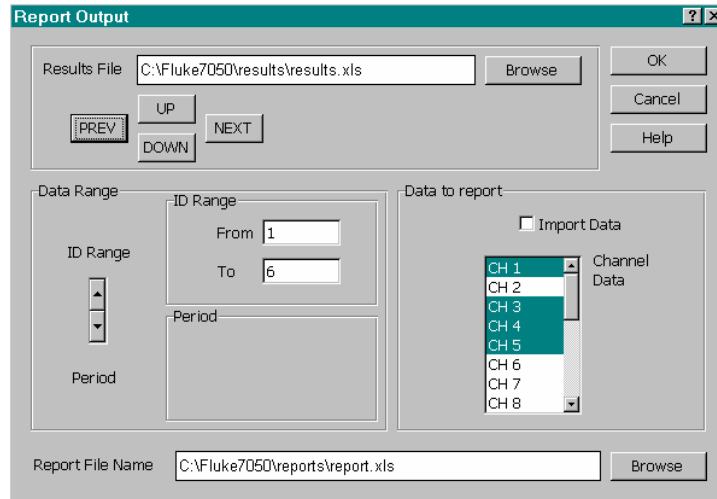 Report Output
Results File C:\Fluke7050\results\results.xls Browse
OK
Cancel
Help
PREV
UP
DOWN
NEXT
Data Range
ID Range
Period
ID Range
From 1
To 6
Period
Data to report
Import Data
Channel
Data
CH 1
CH 2
CH 3
CH 4
CH 5
CH 6
CH 7
CH 8
Report File Name C:\Fluke7050\reports\report.xls Browse